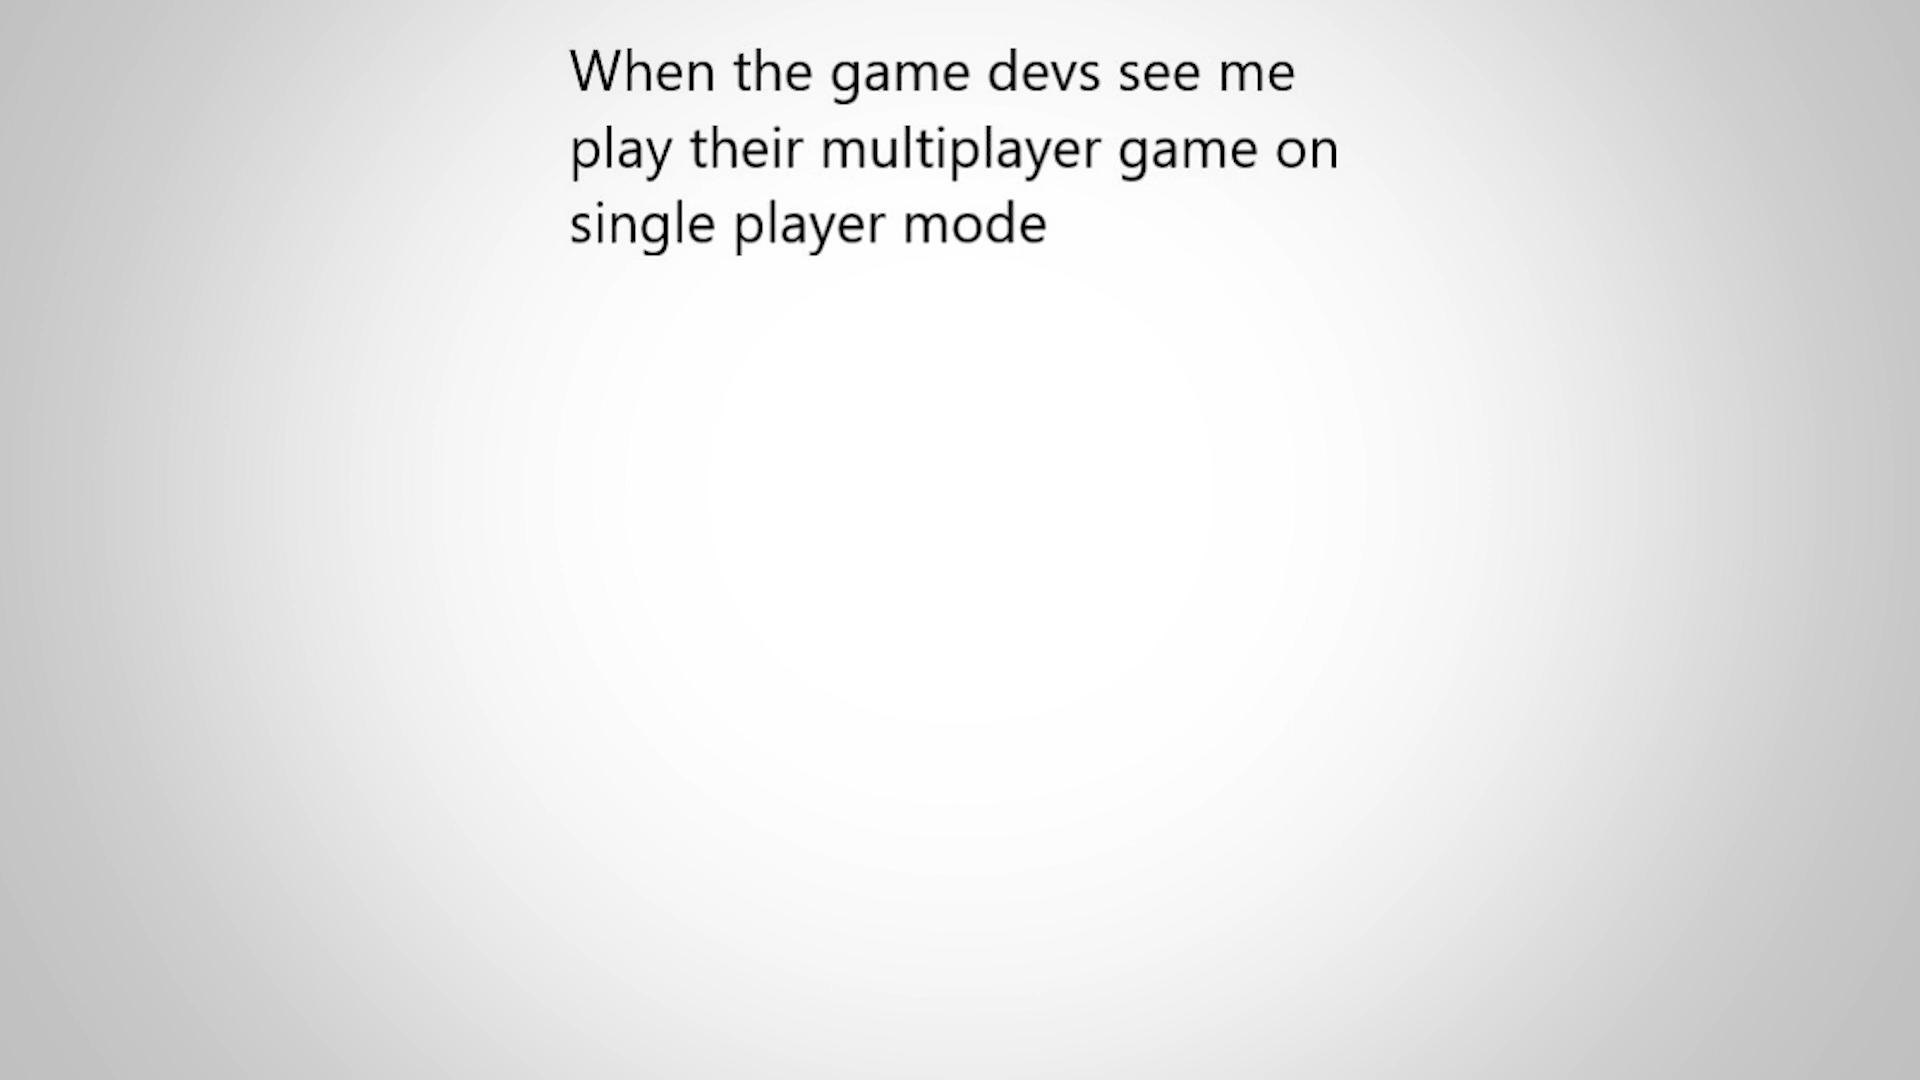 When the game devs see me
play their multiplayer game on
single player mode